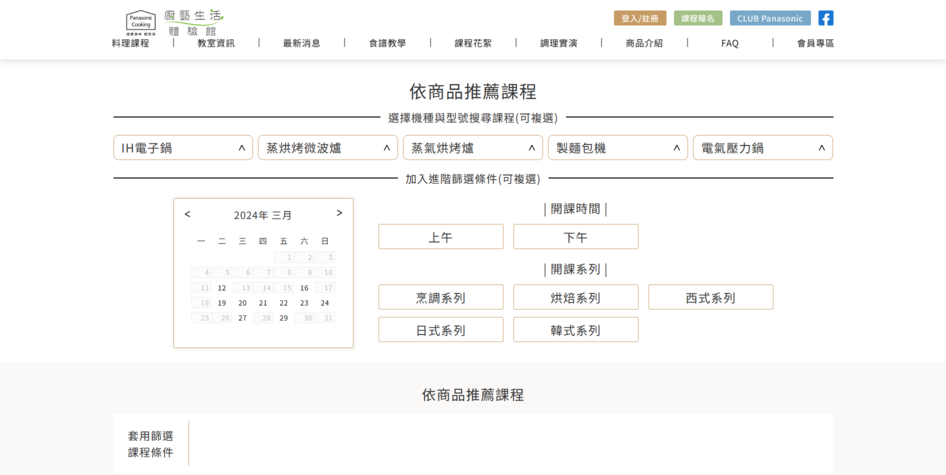 Panasonic
Cooking
廚藝生活
體驗館
登入/註冊
課程報名
CLUB Panasonic
料理課程 | 教室資訊 | 最新消息 | 食譜教學 | 課程花絮 | 調理實演 | 商品介紹 | FAQ | 會員專區
依商品推薦課程
選擇機種與型號搜尋課程(可複選)
IH電子鍋
蒸烘烤微波爐
蒸氣烘烤爐
製麵包機
電氣壓力鍋
加入進階篩選條件(可複選)
< 2024年 三月 >
一 二 三 四 五 六 日
1 2 3
4 5 6 7 8 9 10
11 12 13 14 15 16 17
18 19 20 21 22 23 24
25 26 27 28 29 30 31
| 開課時間 |
上午
下午
| 開課系列 |
烹調系列
烘焙系列
西式系列
日式系列
韓式系列
依商品推薦課程
套用篩選
課程條件